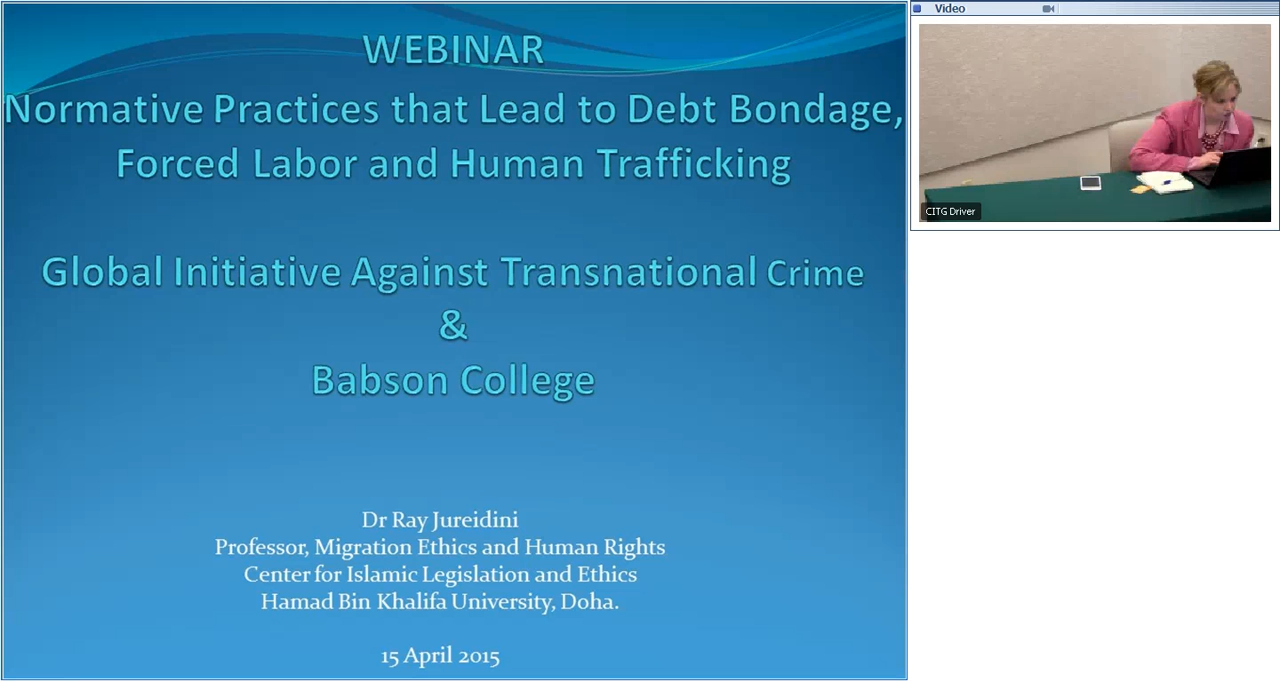 WEBINAR
Normative Practices that Lead to Debt Bondage,
Forced Labor and Human Trafficking
Global Initiative Against Transnational Crime
&
Babson College
Dr Ray Jureidini
Professor, Migration Ethics and Human Rights
Center for Islamic Legislation and Ethics
Hamad Bin Khalifa University, Doha.
15 April 2015
Video
CITG Driver